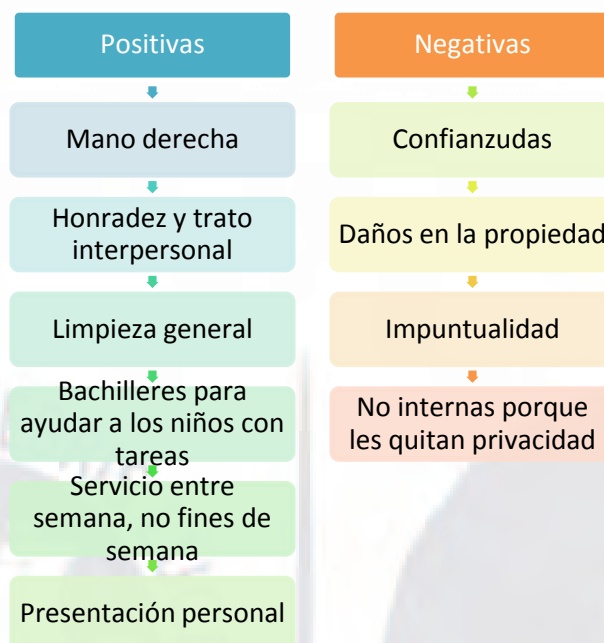 Positivas
Mano derecha
Honradez y trato
interpersonal
Limpieza general
Bachilleres para
ayudar a los niños con
tareas
Servicio entre
semana, no fines de
semana
Presentación personal
Negativas
Confianzudas
Daños en la propiedad
Impuntualidad
No internas porque
les quitan privacidad